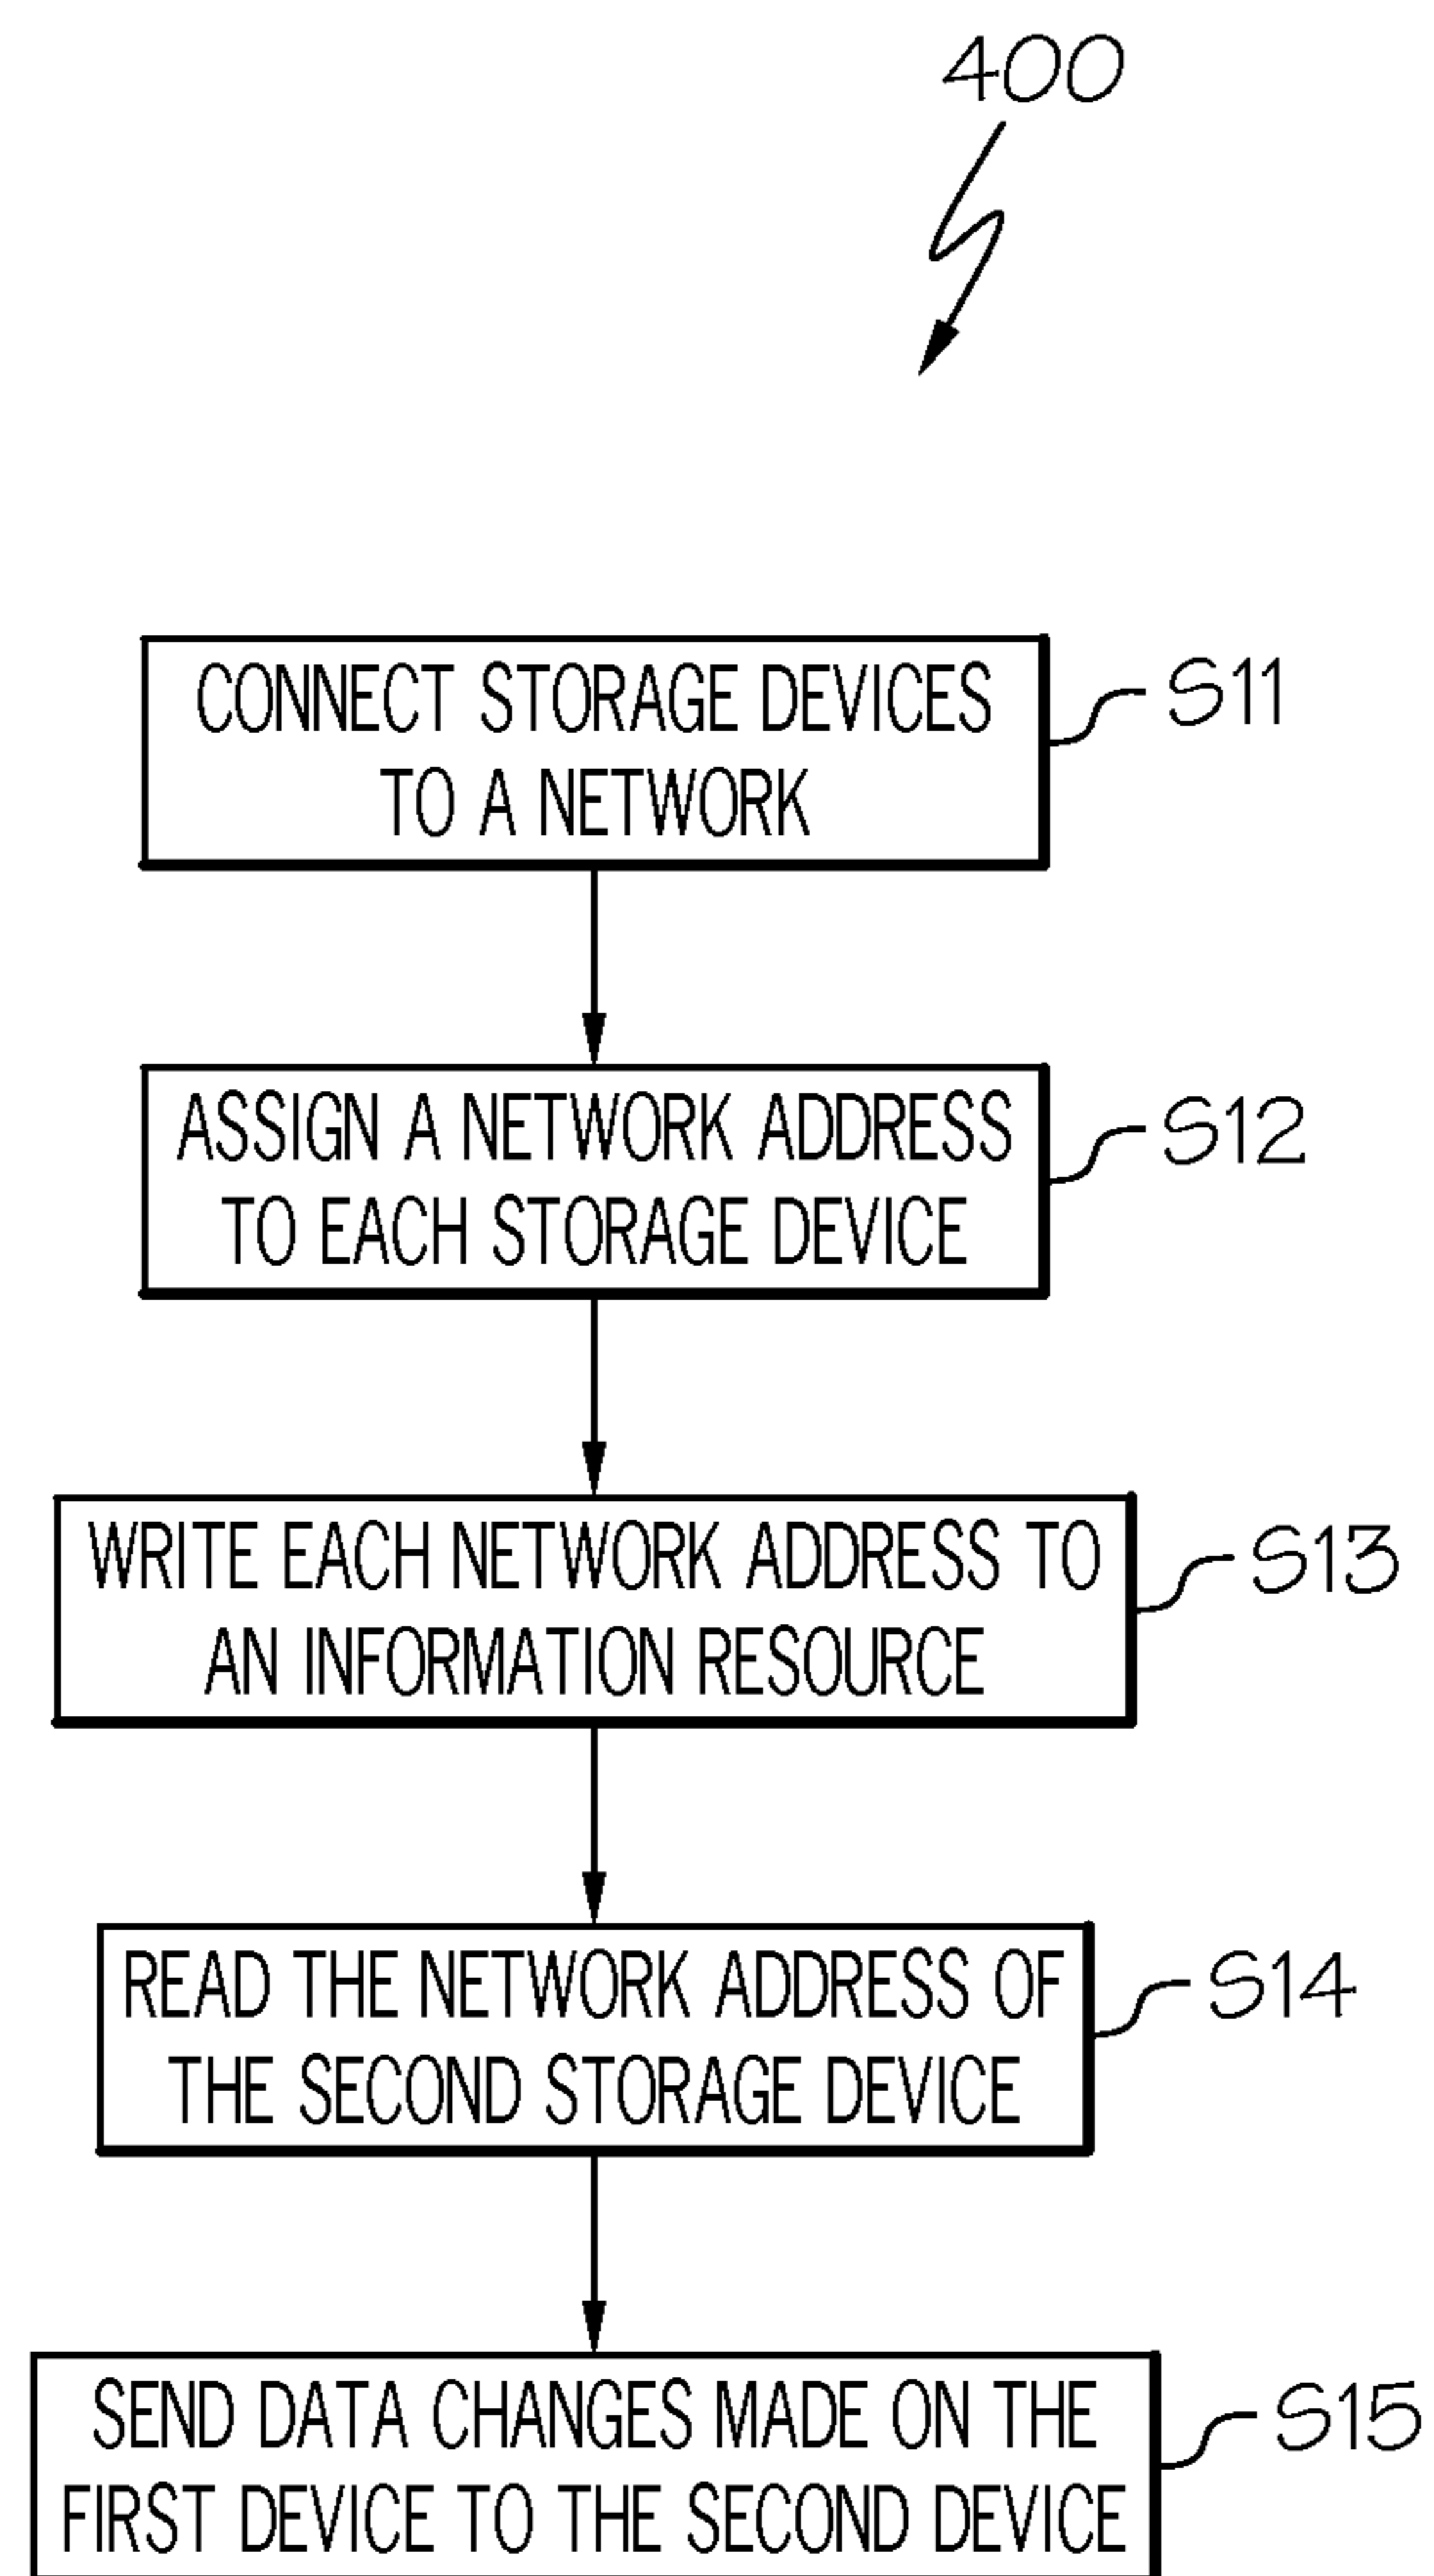 400
CONNECT STORAGE DEVICES
TO A NETWORK
S11
ASSIGN A NETWORK ADDRESS
TO EACH STORAGE DEVICE
S12
WRITE EACH NETWORK ADDRESS TO
AN INFORMATION RESOURCE
S13
READ THE NETWORK ADDRESS OF
THE SECOND STORAGE DEVICE
S14
SEND DATA CHANGES MADE ON THE
FIRST DEVICE TO THE SECOND DEVICE
S15